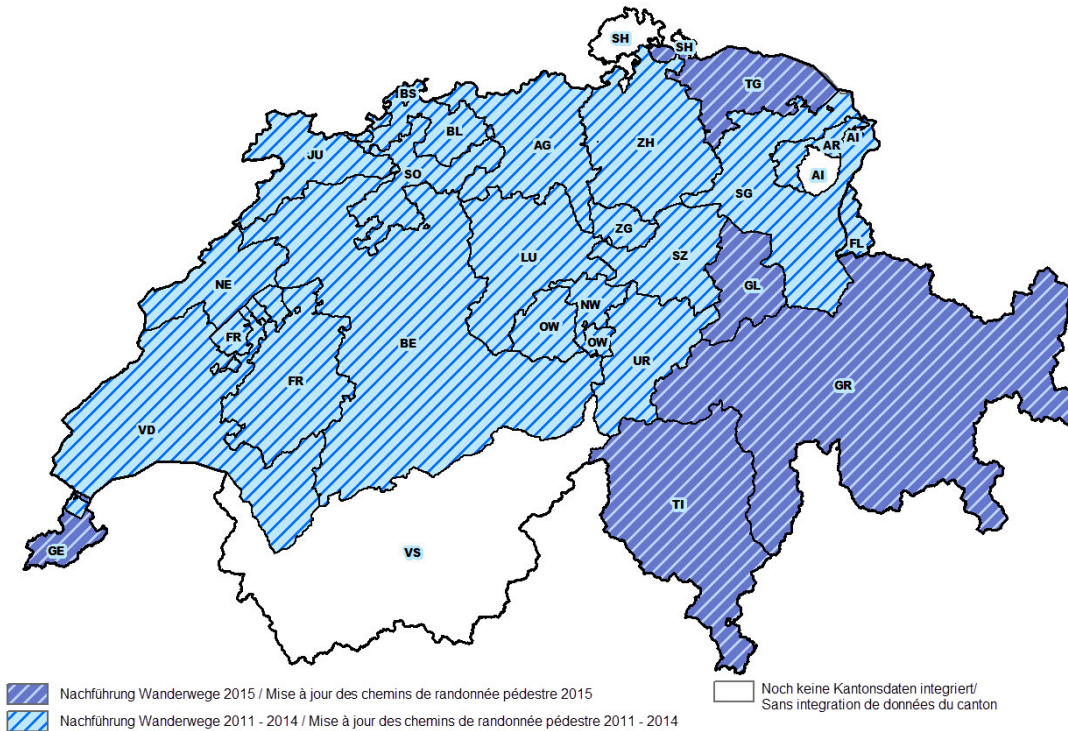 SH
SH
BS
TG
BL
AI
JU
AG
ZH
AR
SO
AI
SG
ZG
FL
LU
SZ
NE
GL
NW
FR
BE
OW
OW
UR
FR
GR
VD
TI
GE
VS
Nachführung Wanderwege 2015 / Mise à jour des chemins de randonnée pédestre 2015
Nachführung Wanderwege 2011 - 2014 / Mise à jour des chemins de randonnée pédestre 2011 - 2014
Noch keine Kantonsdaten integriert/
Sans integration de données du canton